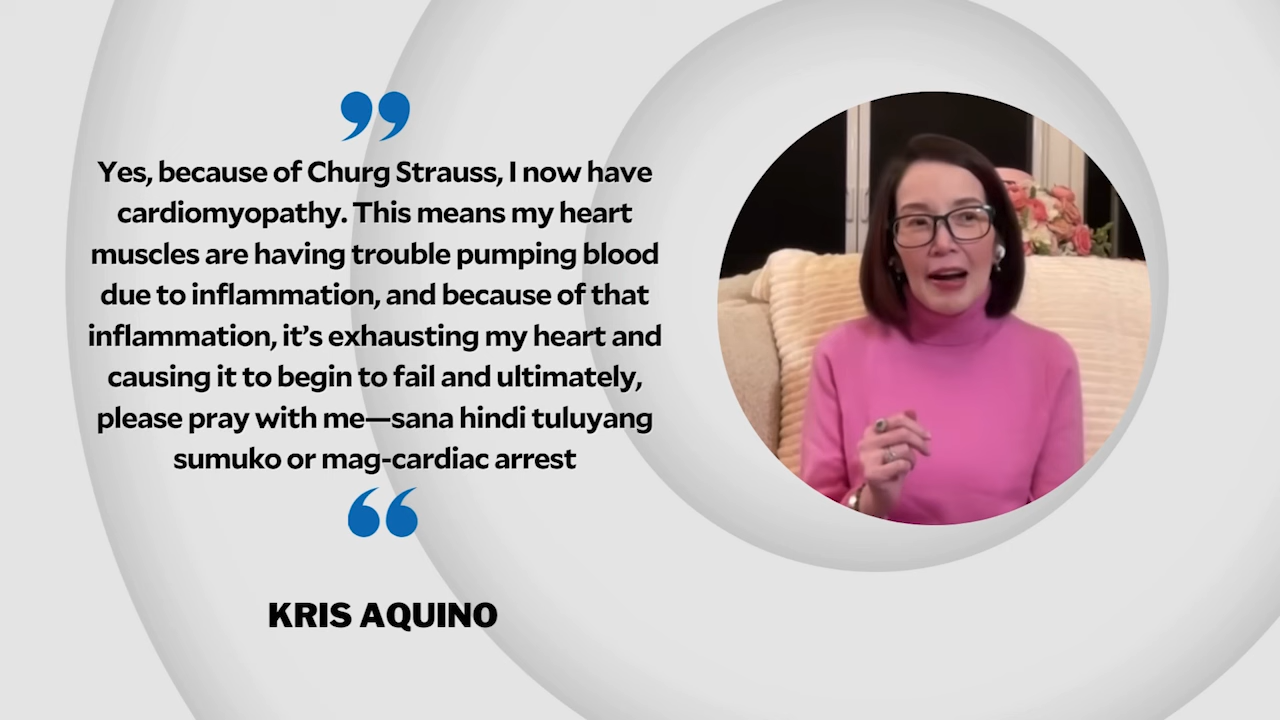 ”
Yes, because of Churg Strauss, I now have
cardiomyopathy. This means my heart
muscles are having trouble pumping blood
due to inflammation, and because of that
inflammation, it’s exhausting my heart and
causing it to begin to fail and ultimately,
please pray with me—sana hindi tuluyang
sumuko or mag-cardiac arrest
“
KRIS AQUINO